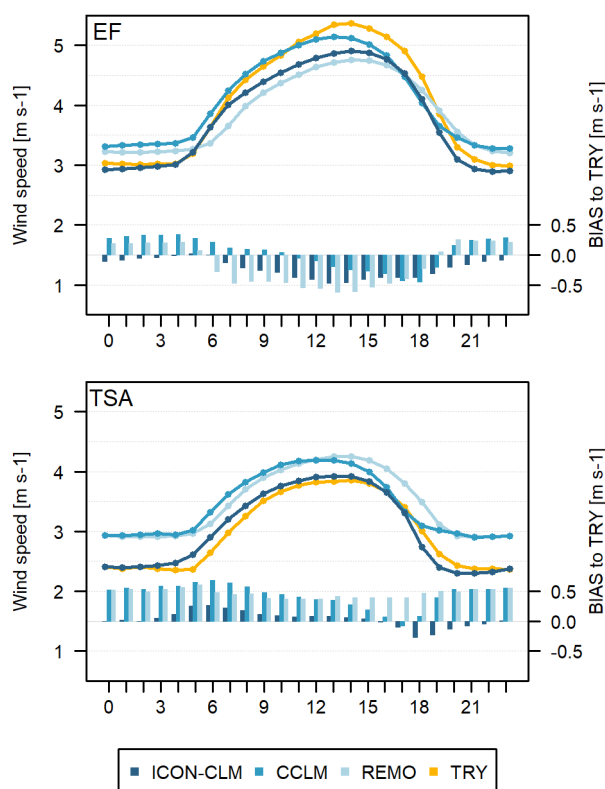 EF
Wind speed [m s-1]
5
4
3
2
1
BIAS to TRY [m s-1]
0.5
0.0
-0.5
0 3 6 9 12 15 18 21
TSA
Wind speed [m s-1]
5
4
3
2
1
BIAS to TRY [m s-1]
0.5
0.0
-0.5
0 3 6 9 12 15 18 21
ICON-CLM CCLM REMO TRY